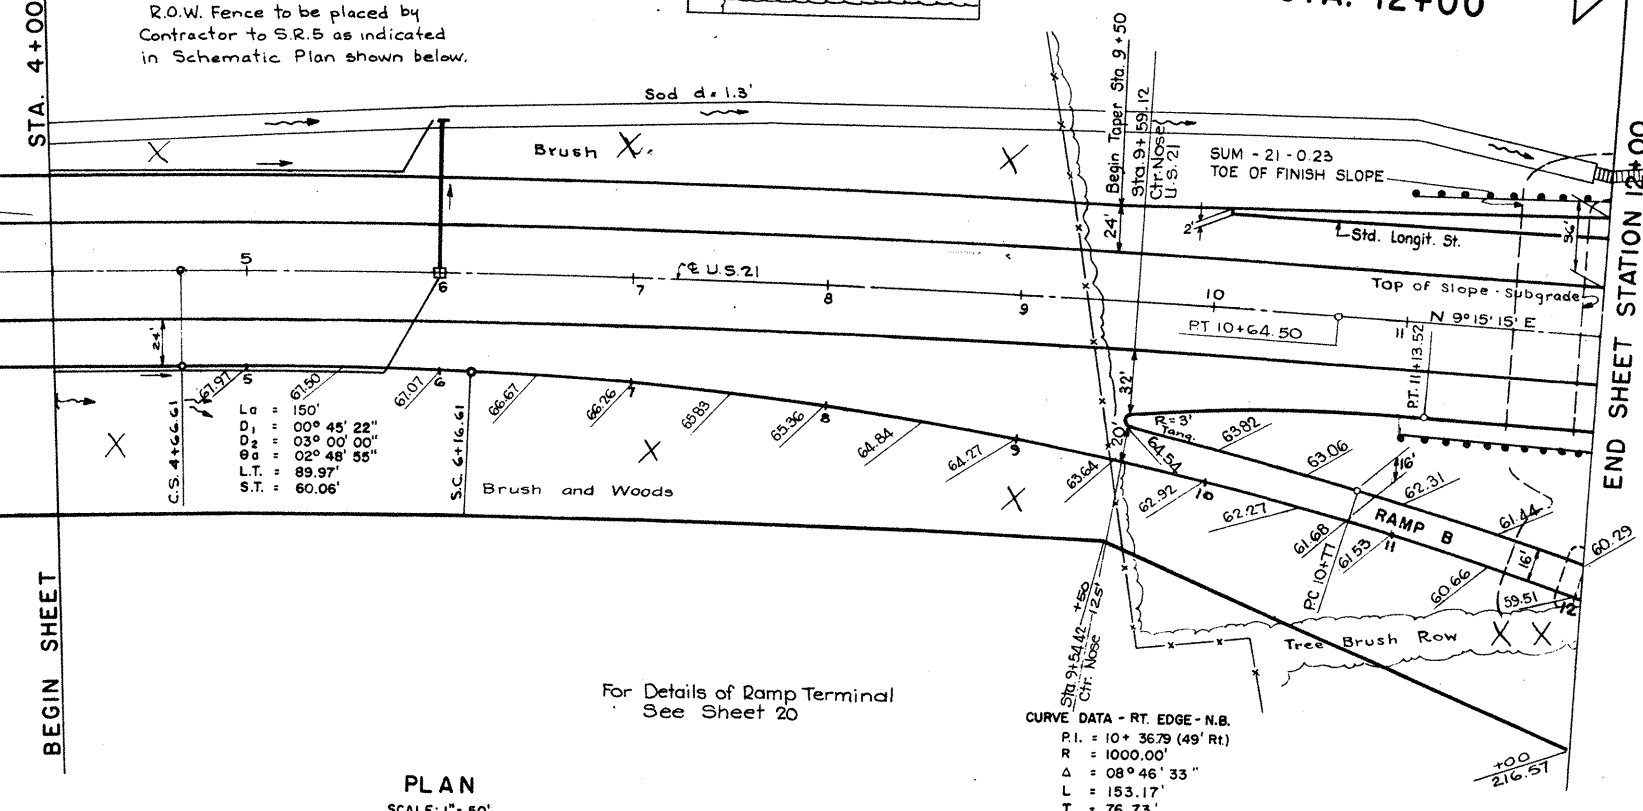 STA. 4+00
R.O.W. Fence to be placed by
Contractor to S.R.5 as indicated
in Schematic Plan shown below.
STA. 12+00
Sod d=1.3'
Brush
Begin Taper Sta. 9+50
Sta. 9+59.12
Ctr. Nose
U.S.21
SUM - 21 - 0.23
TOE OF FINISH SLOPE
24'
2'
Std. Longit. St.
36'
END SHEET STATION 12+00
5
6
7
8
9
10
11
℄ U.S.21
Top of Slope - Subgrade
N 9°15'15" E
P.T. 10+64.50
P.T. 11+13.52
24'
32'
20'
R=3'
Tang.
5
6
7
8
9
10
11
12
67.97
67.50
67.07
66.67
66.26
65.83
65.36
64.84
64.27
63.64
62.92
62.27
61.68
61.53
60.66
59.51
64.54
63.82
63.06
62.31
61.44
60.29
16'
16'
RAMP B
P.C. 10+77
C.S. 4+66.61
La = 150'
D1 = 00° 45' 22"
D2 = 03° 00' 00"
θa = 02° 48' 55"
L.T. = 89.97'
S.T. = 60.06'
S.C. 6+16.61
Brush and Woods
Tree Brush Row
BEGIN SHEET
Sta. 9+54.42
Ctr. Nose
+50
125'
For Details of Ramp Terminal
See Sheet 20
CURVE DATA - RT. EDGE - N.B.
P.I. = 10+ 36.79 (49' Rt.)
R = 1000.00'
Δ = 08° 46' 33"
L = 153.17'
T = 76.73'
+00
216.57
PLAN
SCALE: 1"= 50'